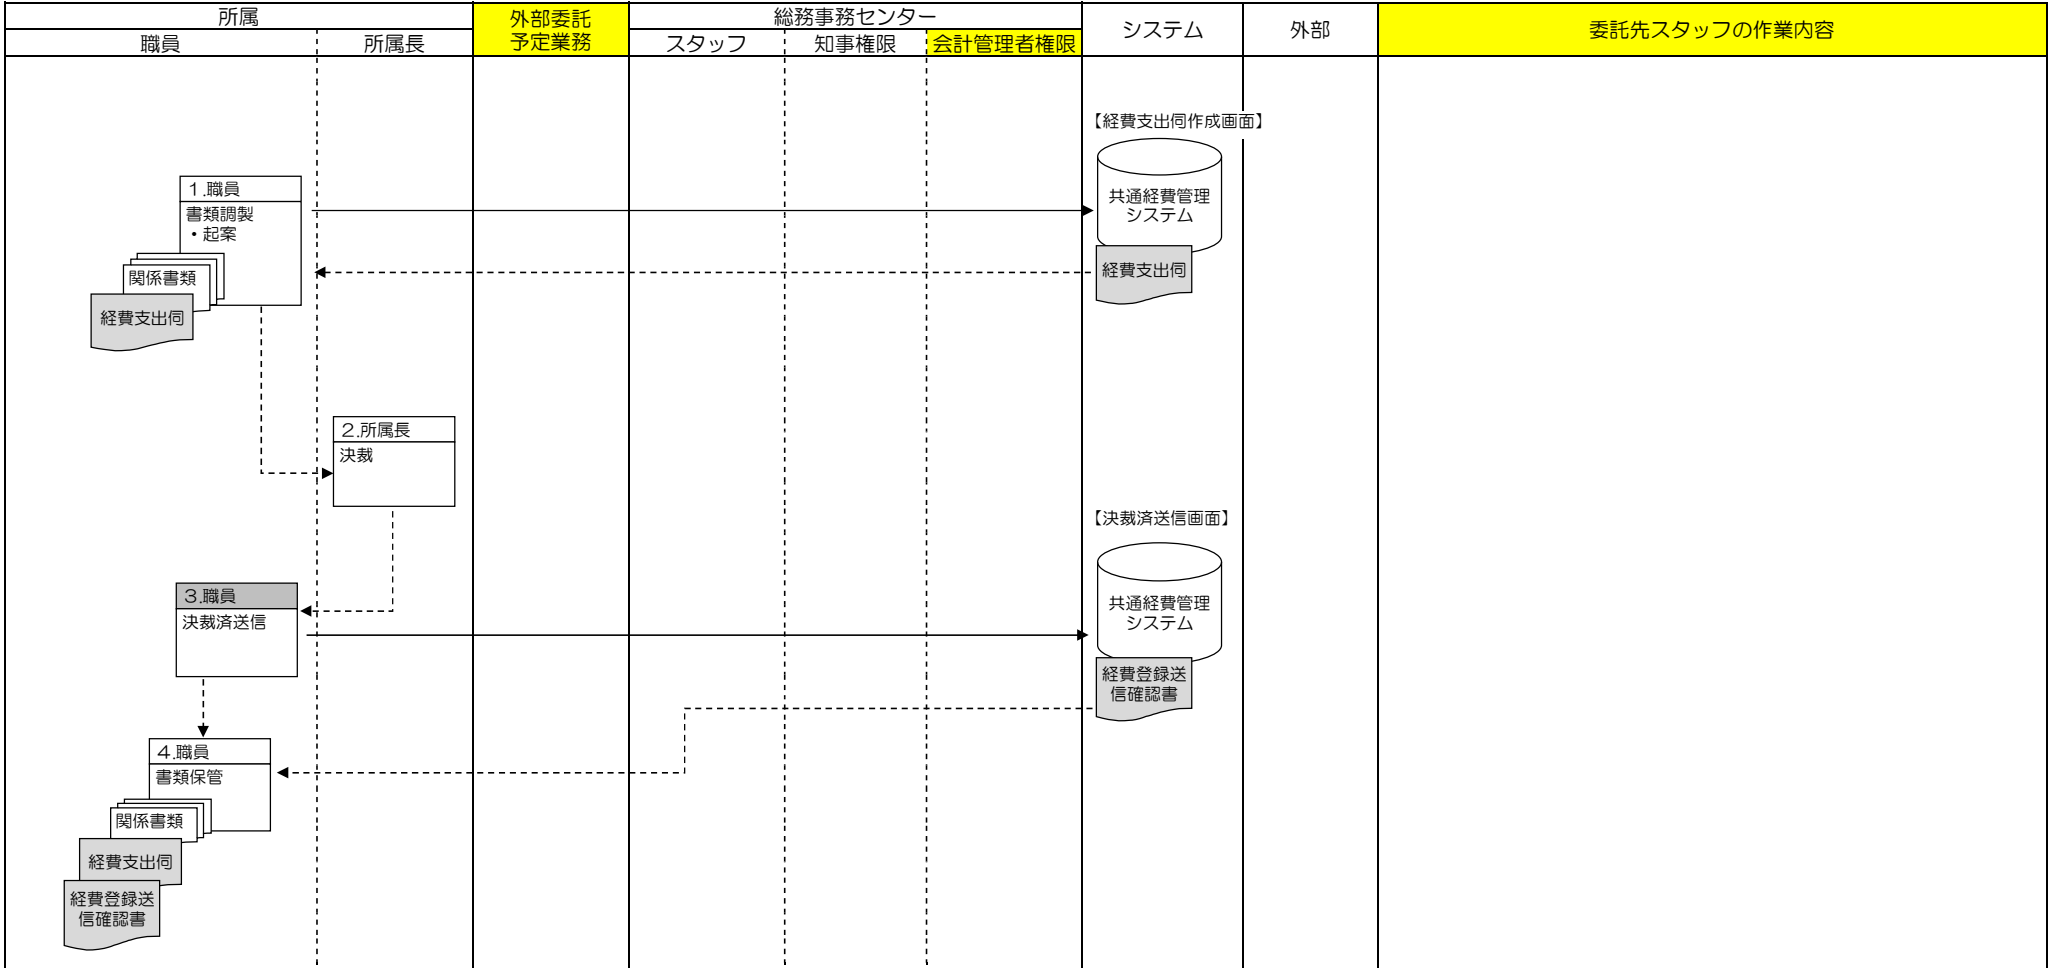 所属
外部委託
予定業務
総務事務センター
システム
外部
委託先スタッフの作業内容
職員
所属長
スタッフ
知事権限
会計管理者権限
【経費支出伺作成画面】
共通経費管理
システム
経費支出伺
１.職員
書類調製
・起案
関係書類
経費支出伺
２.所属長
決裁
【決裁済送信画面】
共通経費管理
システム
経費登録送
信確認書
３.職員
決裁済送信
４.職員
書類保管
関係書類
経費支出伺
経費登録送
信確認書